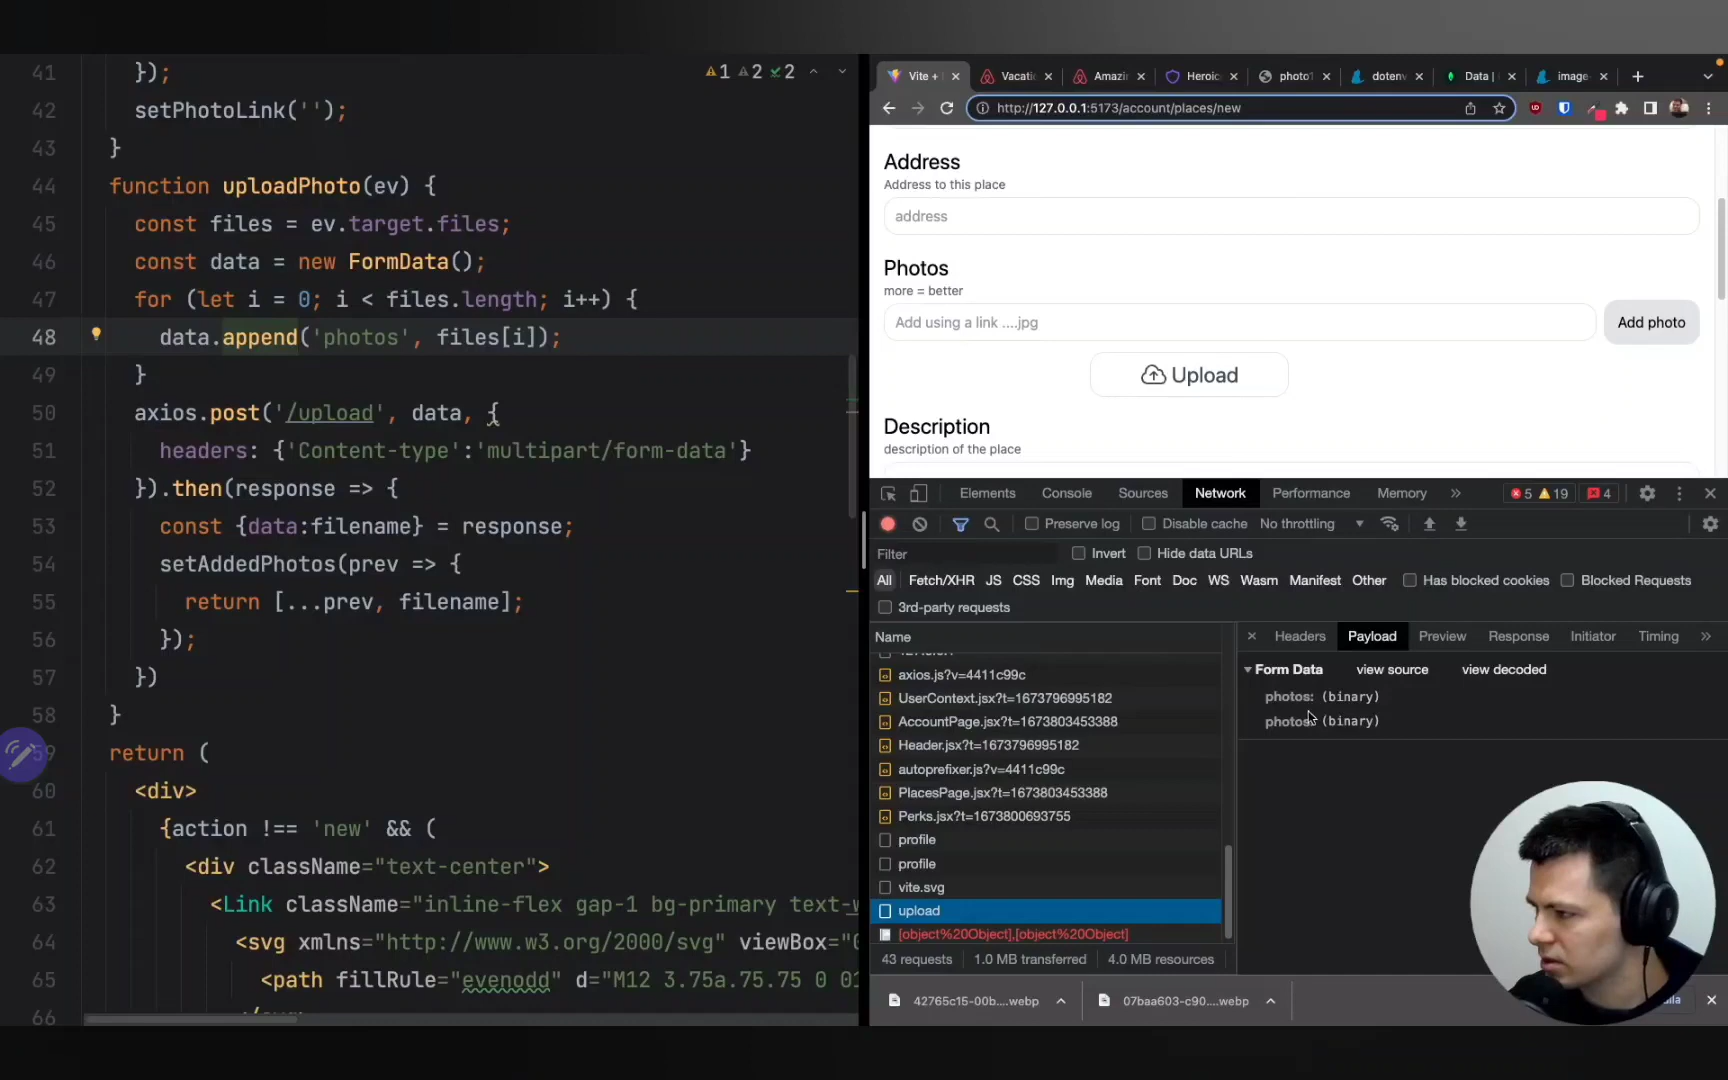 41 });
42 setPhotoLink('');
43 }
44 function uploadPhoto(ev) {
45 const files = ev.target.files;
46 const data = new FormData();
47 for (let i = 0; i < files.length; i++) {
48 data.append('photos', files[i]);
49 }
50 axios.post('/upload', data, {
51 headers: {'Content-type':'multipart/form-data'}
52 }).then(response => {
53 const {data:filename} = response;
54 setAddedPhotos(prev => {
55 return [...prev, filename];
56 });
57 })
58 }
59 return (
60 <div>
61 {action !== 'new' && (
62 <div className="text-center">
63 <Link className="inline-flex gap-1 bg-primary text-w
64 <svg xmlns="http://www.w3.org/2000/svg" viewBox="0
65 <path fillRule="evenodd" d="M12 3.75a.75.75 0 01
66 </svg>
1 2 2
Vite + Vacatio Amazin Heroic photo1 dotenv Data | image-
http://127.0.0.1:5173/account/places/new
Address
Address to this place
address
Photos
more = better
Add using a link ....jpg Add photo
Upload
Description
description of the place
Elements Console Sources Network Performance Memory 5 19 4
Preserve log Disable cache No throttling
Filter Invert Hide data URLs
All Fetch/XHR JS CSS Img Media Font Doc WS Wasm Manifest Other Has blocked cookies Blocked Requests
3rd-party requests
Name
axios.js?v=4411c99c
UserContext.jsx?t=1673796995182
AccountPage.jsx?t=1673803453388
Header.jsx?t=1673796995182
autoprefixer.js?v=4411c99c
PlacesPage.jsx?t=1673803453388
Perks.jsx?t=1673800693755
profile
profile
vite.svg
upload
[object%20Object],[object%20Object]
43 requests 1.0 MB transferred 4.0 MB resources
Headers Payload Preview Response Initiator Timing
Form Data view source view decoded
photos: (binary)
photos: (binary)
42765c15-00b....webp 07baa603-c90....webp